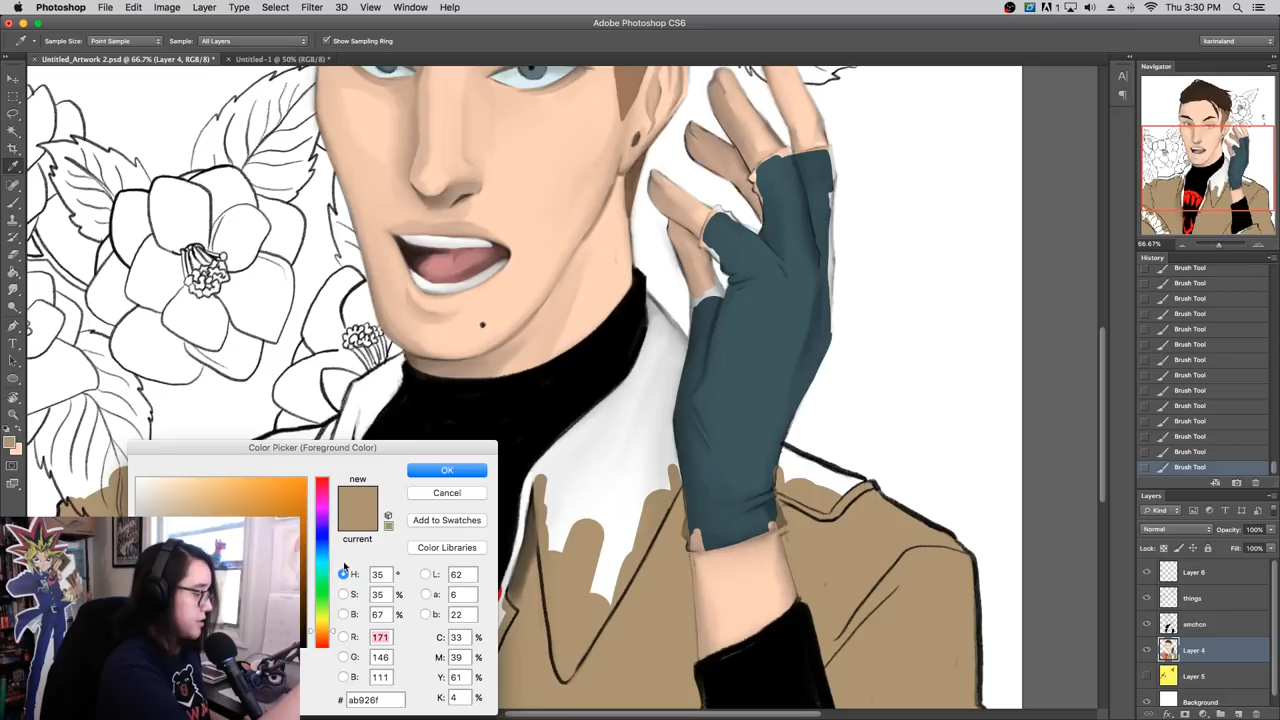 Photoshop File Edit Image Layer Type Select Filter 3D View Window Help
1 Thu 3:30 PM
Adobe Photoshop CS6
Sample Size: Point Sample Sample: All Layers Show Sampling Ring karinaland
Untitled_Artwork 2.psd @ 66.7% (Layer 4, RGB/8) * Untitled-1 @ 50% (RGB/8) *
Navigator
66.67%
History
Brush Tool
Brush Tool
Brush Tool
Brush Tool
Brush Tool
Brush Tool
Brush Tool
Brush Tool
Brush Tool
Brush Tool
Brush Tool
Brush Tool
Brush Tool
Brush Tool
Layers
Kind
Normal Opacity: 100%
Lock: Fill: 100%
Layer 6
things
smchcn
Layer 4
Layer 5
Background
Color Picker (Foreground Color)
new
current
OK
Cancel
Add to Swatches
Color Libraries
H: 35 ° L: 62
S: 35 % a: 6
B: 67 % b: 22
R: 171 C: 33 %
G: 146 M: 39 %
B: 111 Y: 61 %
# ab926f K: 4 %